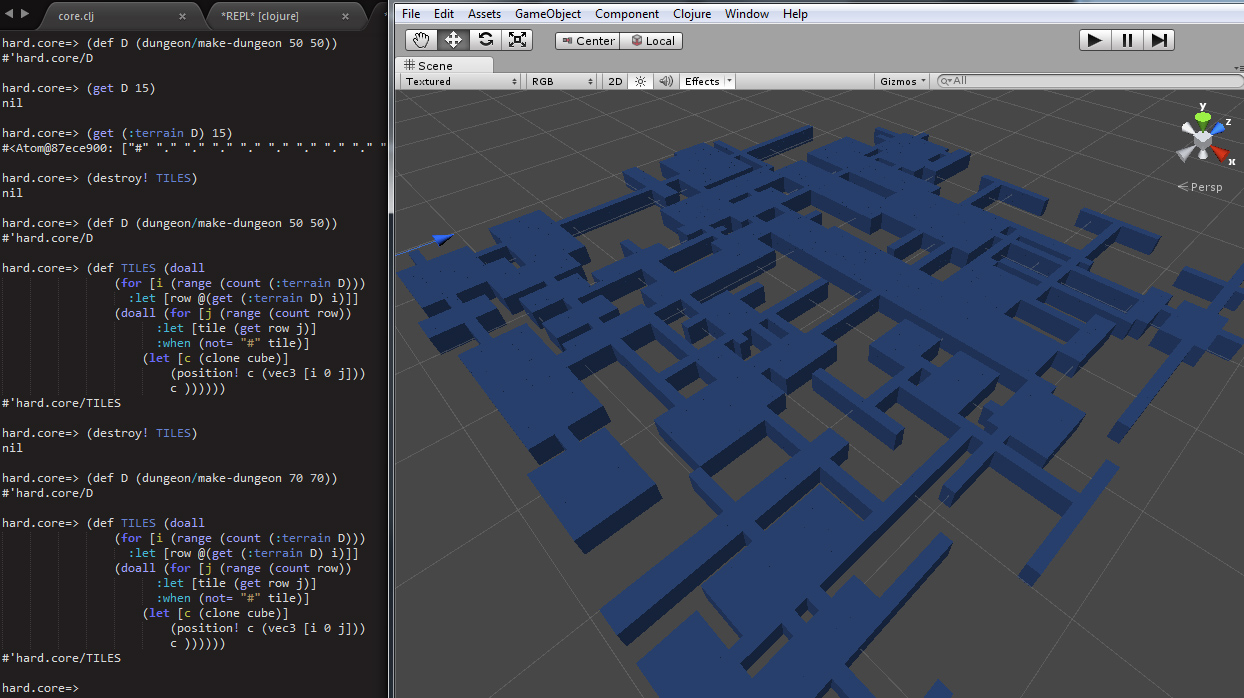 core.clj × *REPL* [clojure] ×
hard.core=> (def D (dungeon/make-dungeon 50 50))
#'hard.core/D
hard.core=> (get D 15)
nil
hard.core=> (get (:terrain D) 15)
#<Atom@87ece900: ["#" "." "." "." "." "." "." "." "." "
hard.core=> (destroy! TILES)
nil
hard.core=> (def D (dungeon/make-dungeon 50 50))
#'hard.core/D
hard.core=> (def TILES (doall
(for [i (range (count (:terrain D)))
:let [row @(get (:terrain D) i)]]
(doall (for [j (range (count row))
:let [tile (get row j)]
:when (not= "#" tile)]
(let [c (clone cube)]
(position! c (vec3 [i 0 j]))
c ))))))
#'hard.core/TILES
hard.core=> (destroy! TILES)
nil
hard.core=> (def D (dungeon/make-dungeon 70 70))
#'hard.core/D
hard.core=> (def TILES (doall
(for [i (range (count (:terrain D)))
:let [row @(get (:terrain D) i)]]
(doall (for [j (range (count row))
:let [tile (get row j)]
:when (not= "#" tile)]
(let [c (clone cube)]
(position! c (vec3 [i 0 j]))
c ))))))
#'hard.core/TILES
hard.core=>
File Edit Assets GameObject Component Clojure Window Help
Center Local
Scene
Textured RGB 2D Effects Gizmos All
y
z
x
Persp